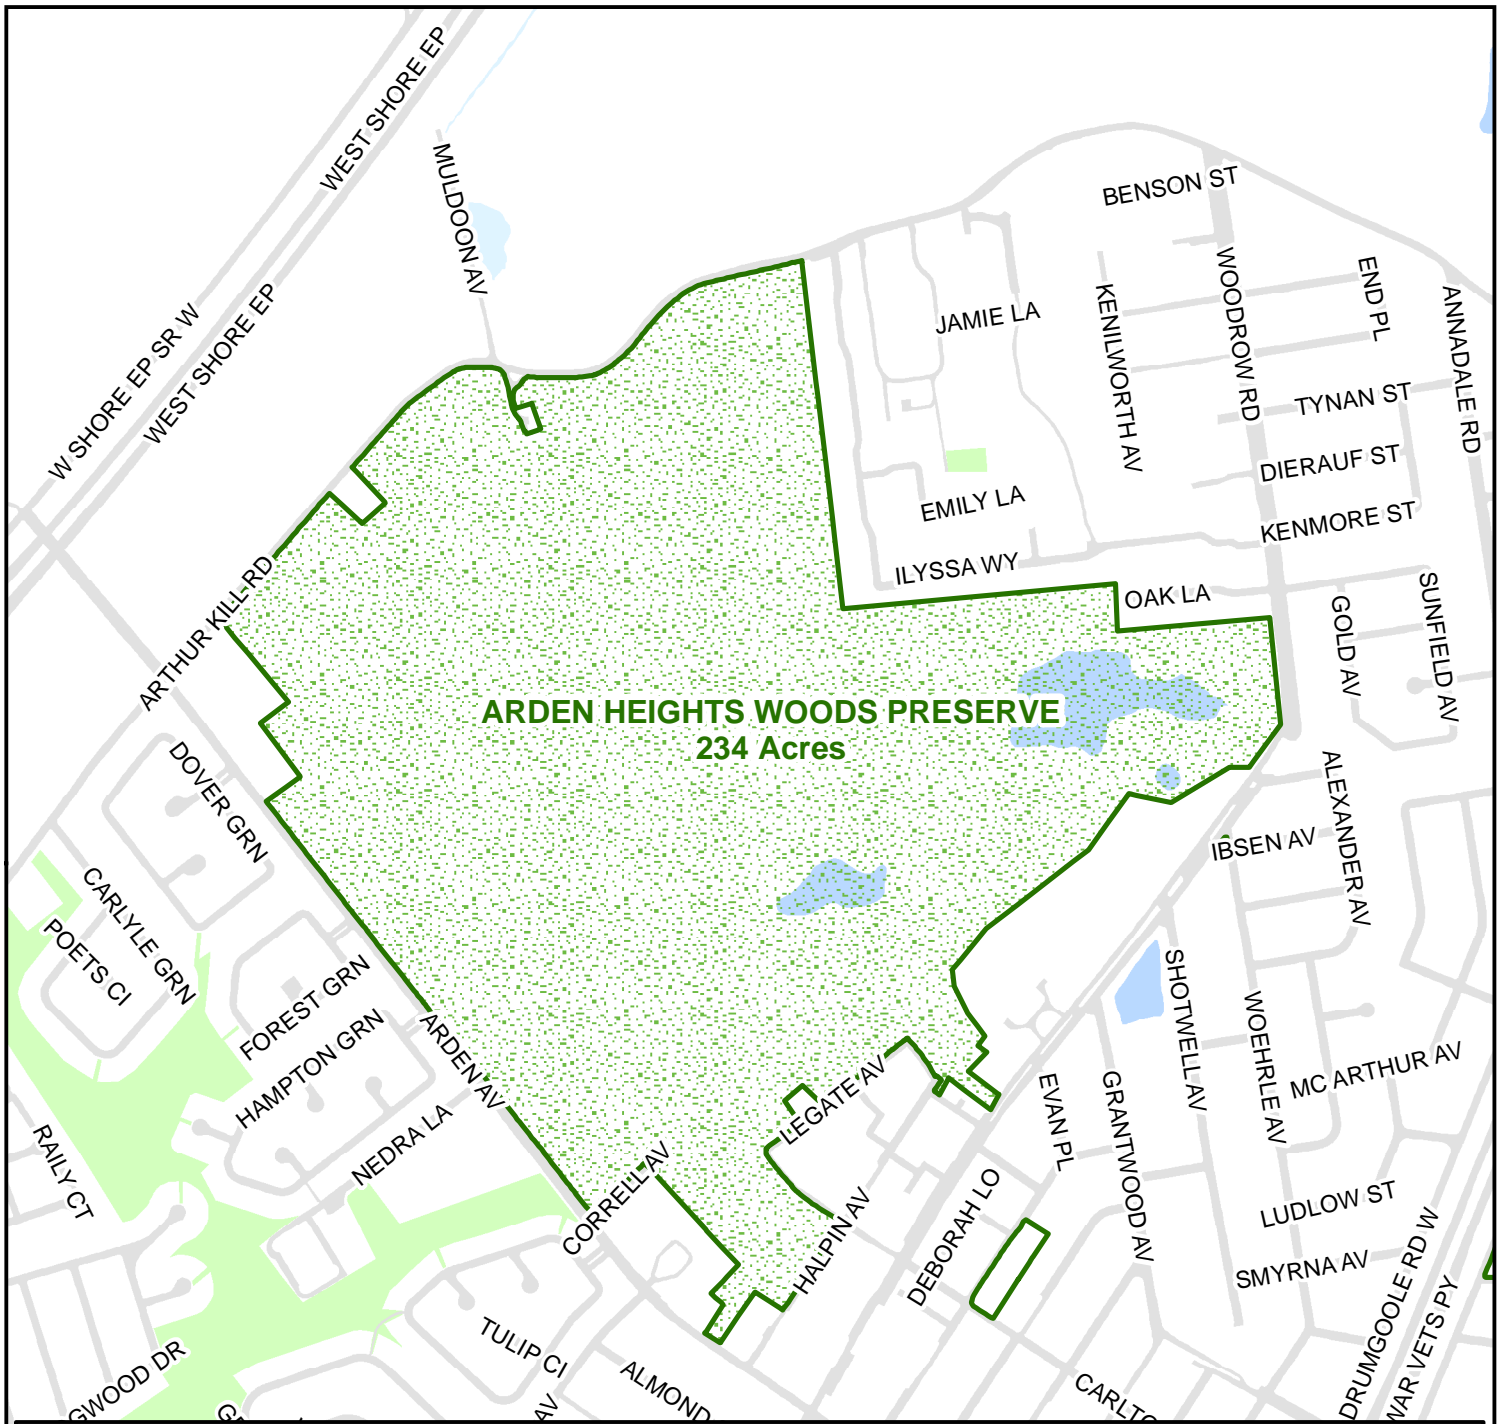 WEST SHORE EP
MULDOON AV
BENSON ST
W SHORE EP SR W
WEST SHORE EP
JAMIE LA
KENILWORTH AV
WOODROW RD
END PL
ANNADALE RD
TYNAN ST
DIERAUF ST
EMILY LA
KENMORE ST
ILYSSA WY
OAK LA
GOLD AV
SUNFIELD AV
ARTHUR KILL RD
ARDEN HEIGHTS WOODS PRESERVE
234 Acres
DOVER GRN
ALEXANDER AV
IBSEN AV
CARLYLE GRN
POETS CI
FOREST GRN
HAMPTON GRN
ARDEN AV
SHOTWELL AV
WOEHRLE AV
MC ARTHUR AV
LEGATE AV
EVAN PL
GRANTWOOD AV
NEDRA LA
RAILY CT
CORRELL AV
HALPIN AV
DEBORAH LO
LUDLOW ST
SMYRNA AV
DRUMGOOLE RD W
WAR VETS PY
TULIP CI
ALMOND
GWOOD DR
AV
CARLTO